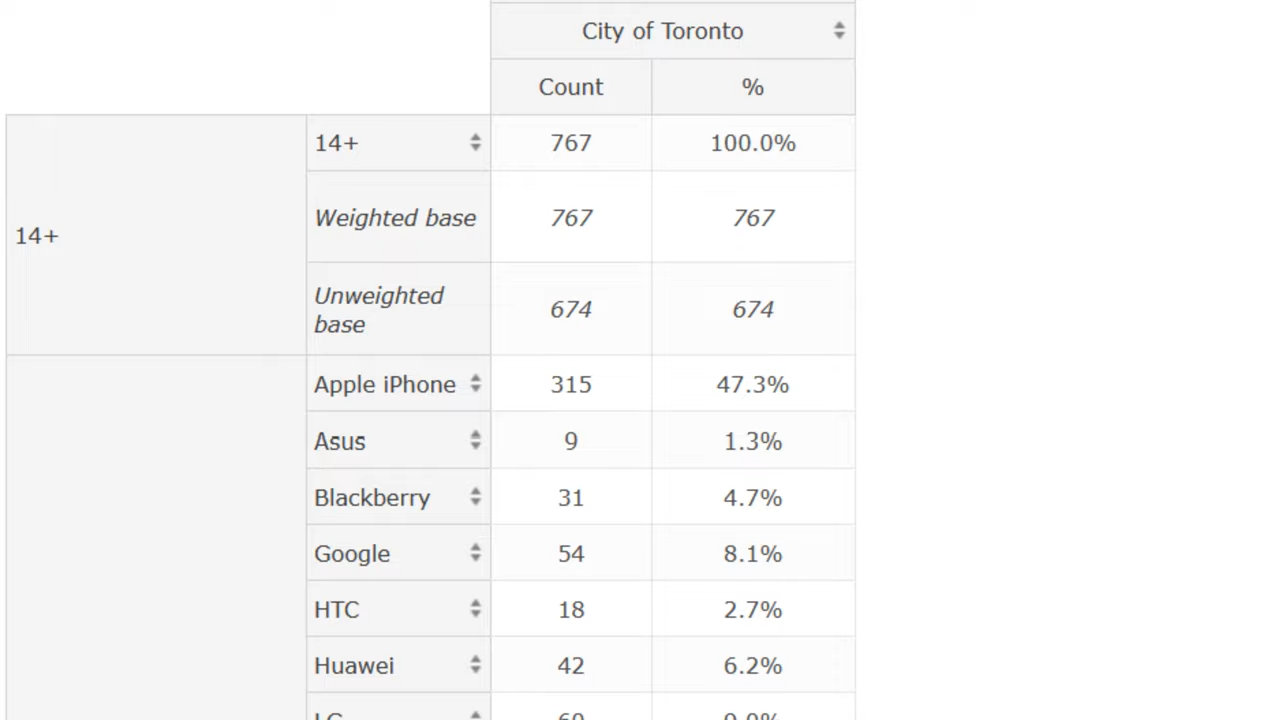 City of Toronto
Count %
14+ 14+ 767 100.0%
Weighted base 767 767
Unweighted
base 674 674
Apple iPhone 315 47.3%
Asus 9 1.3%
Blackberry 31 4.7%
Google 54 8.1%
HTC 18 2.7%
Huawei 42 6.2%